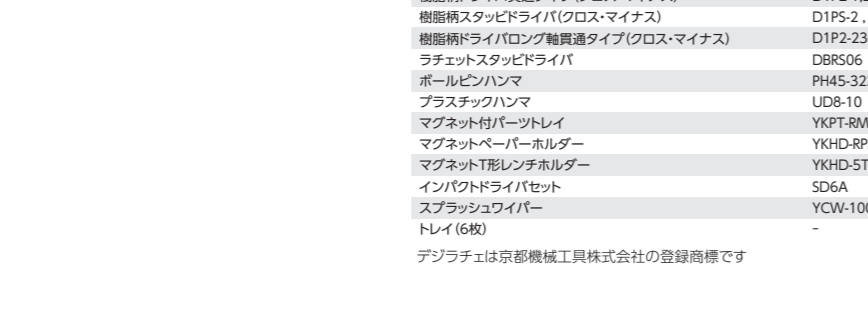 樹脂柄スタッビドライバ(クロス・マイナス) D1PS-2 ,
樹脂柄ドライバロング軸貫通タイプ(クロス・マイナス) D1P2-23
ラチェットスタッビドライバ DBRS06
ボールピンハンマ PH45-32
プラスチックハンマ UD8-10
マグネット付パーツトレイ YKPT-RM
マグネットペーパーホルダー YKHD-RP
マグネットT形レンチホルダー YKHD-5T
インパクトドライバセット SD6A
スプラッシュワイパー YCW-100
トレイ(6枚) –
デジラチェは京都機械工具株式会社の登録商標です